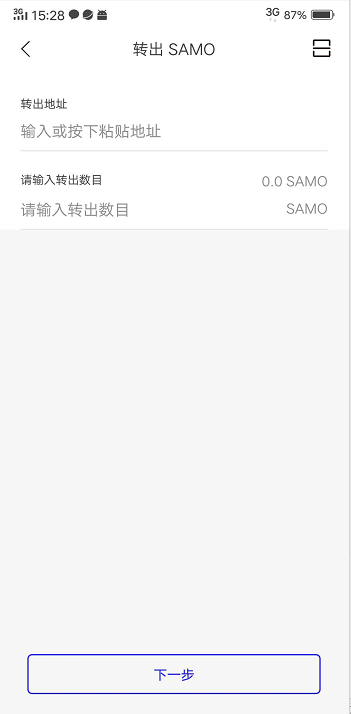 3G 15:28 3G 87%
转出 SAMO
转出地址
输入或按下粘贴地址
请输入转出数目 0.0 SAMO
请输入转出数目 SAMO
下一步